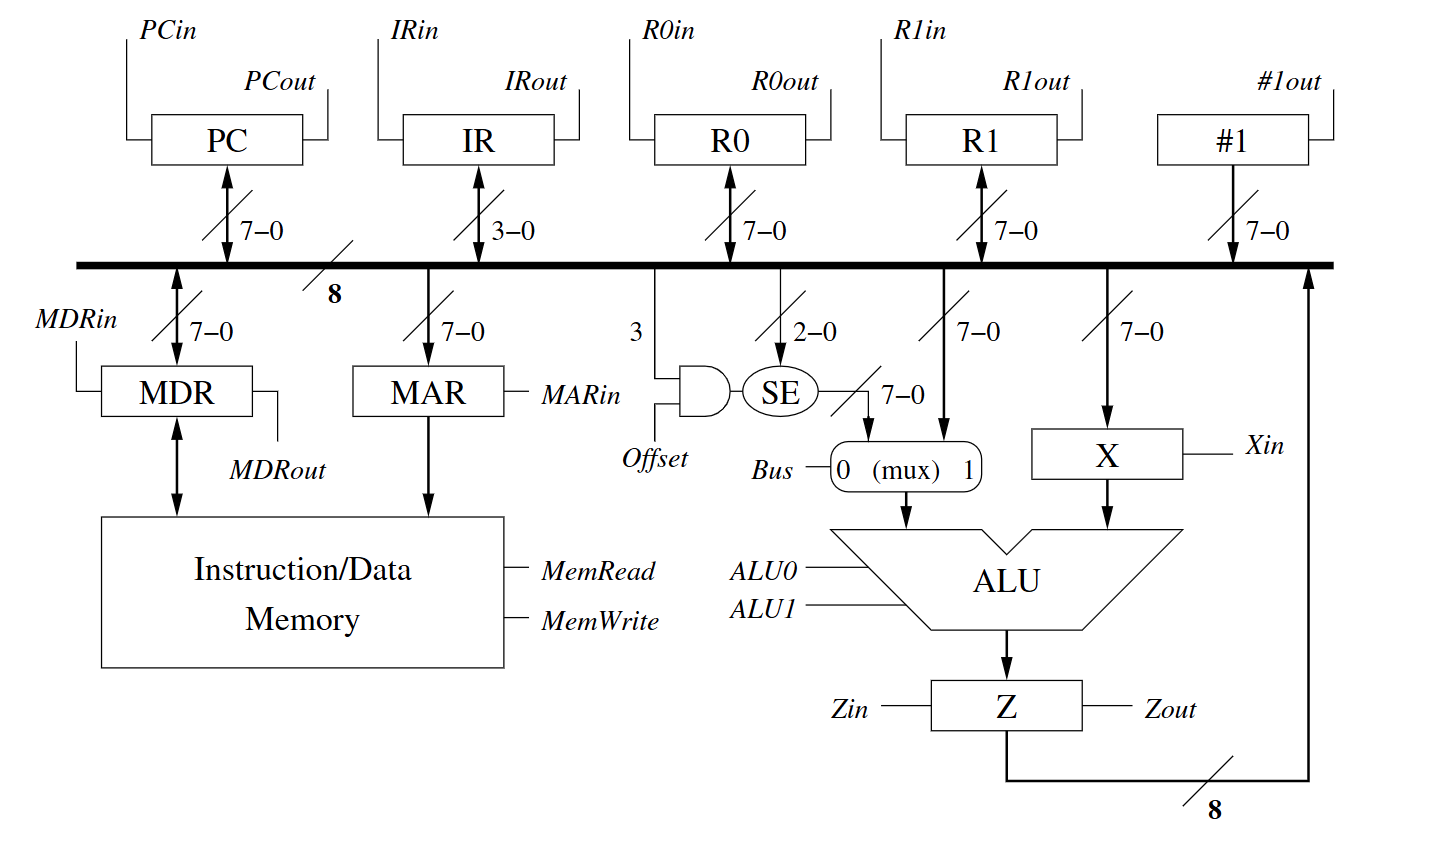 PCin
IRin
R0in
R1in
PCout
IRout
R0out
R1out
#1out
PC
IR
R0
R1
#1
7–0
3–0
7–0
7–0
7–0
8
MDRin
7–0
7–0
3
2–0
7–0
7–0
MDR
MAR
MARin
SE
7–0
MDRout
Offset
Bus
0 (mux) 1
X
Xin
Instruction/Data
Memory
MemRead
MemWrite
ALU0
ALU1
ALU
Zin
Z
Zout
8